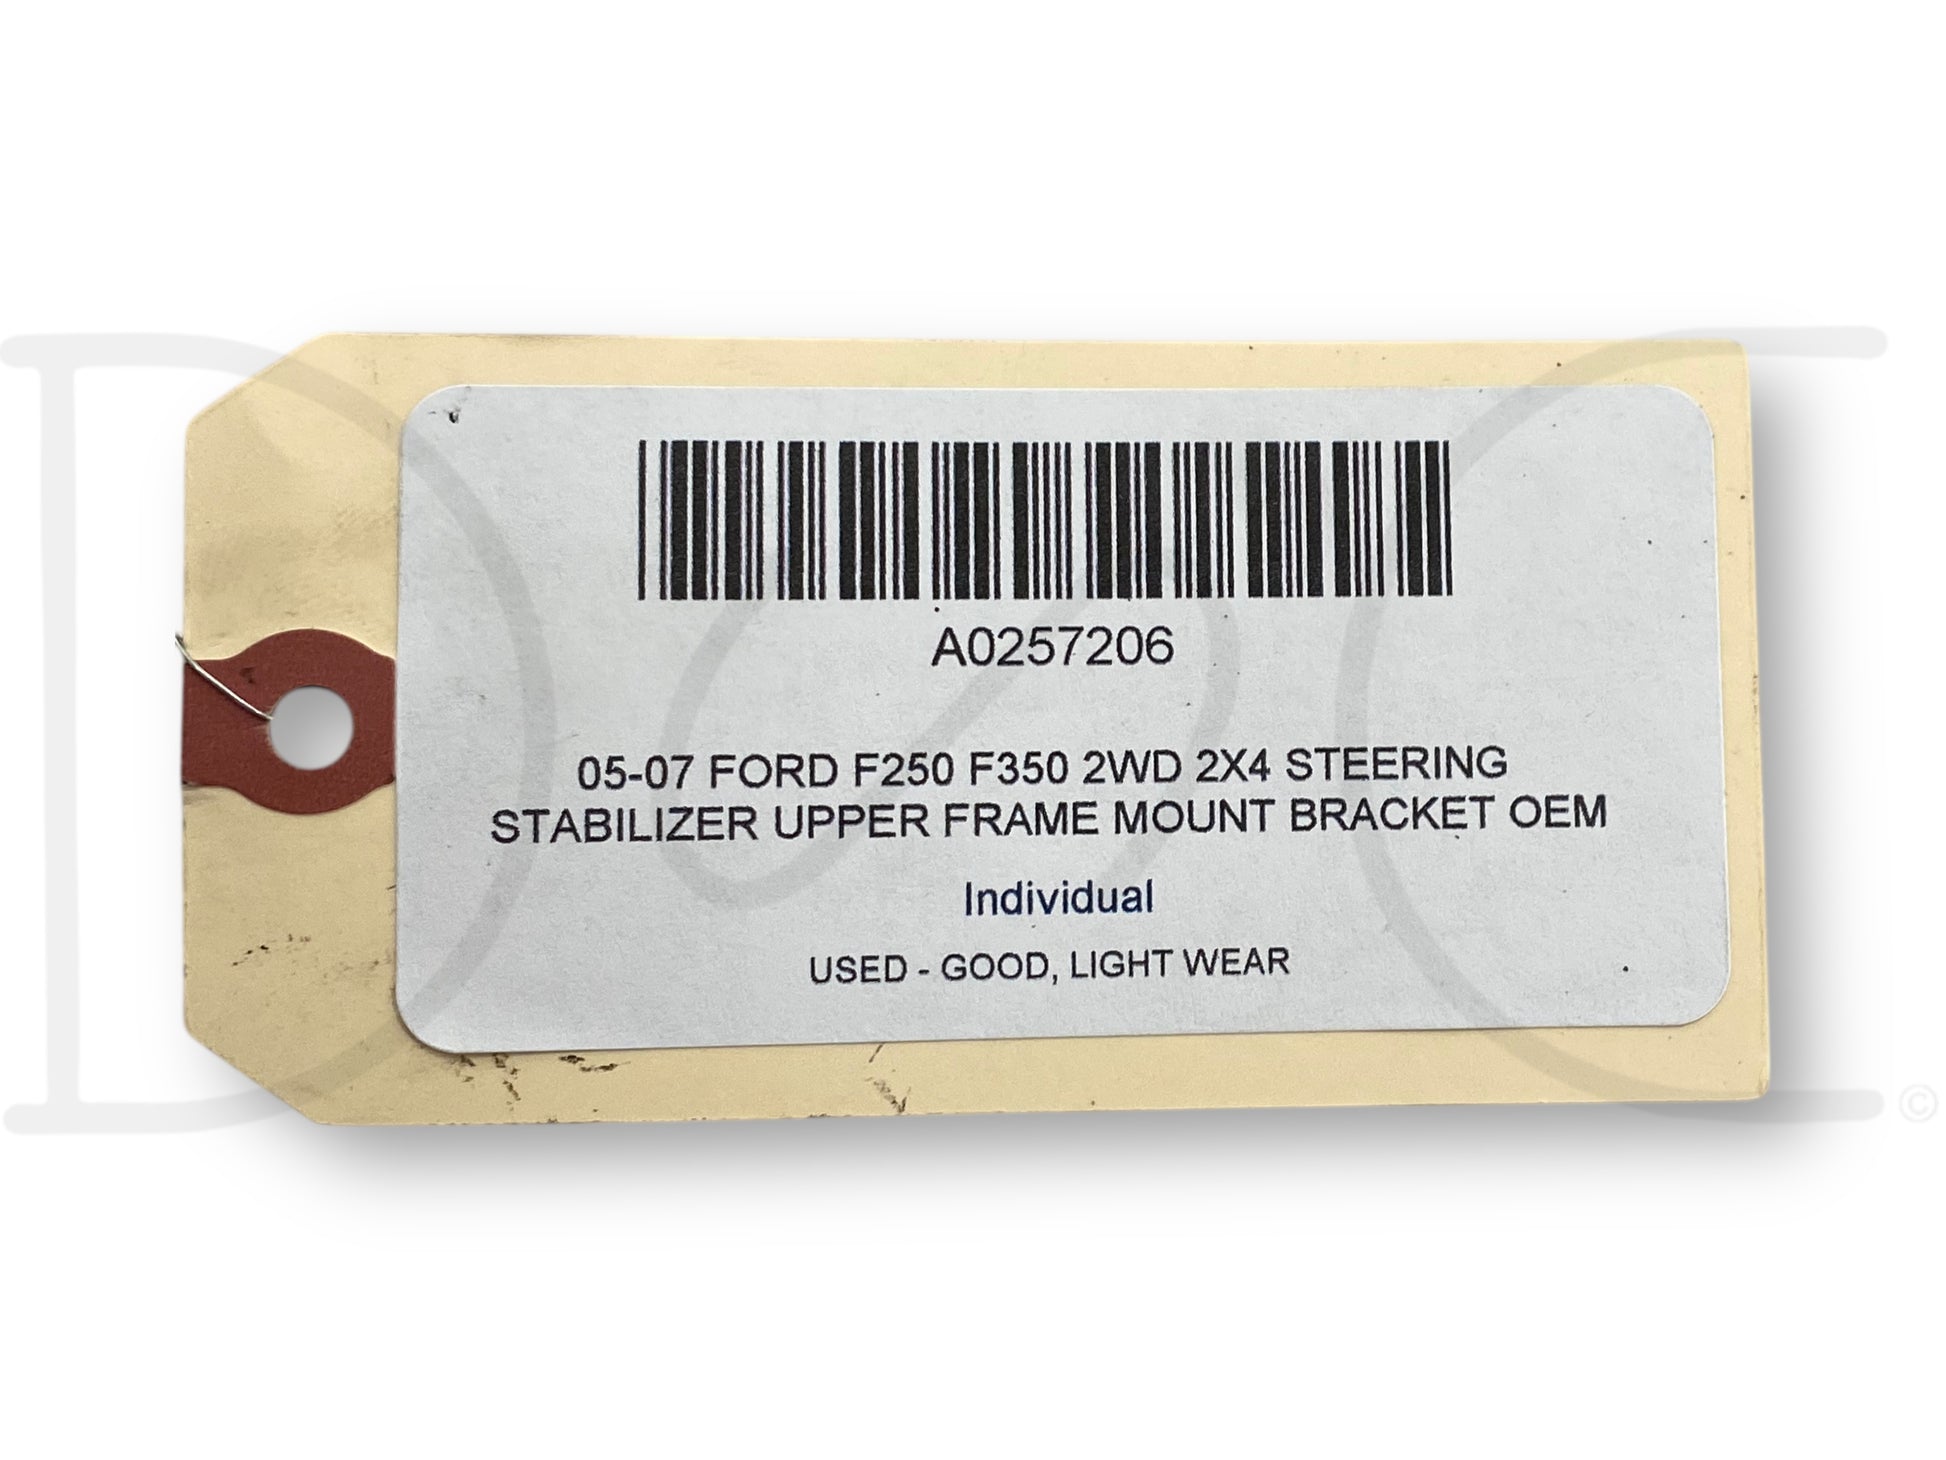 A0257206
05-07 FORD F250 F350 2WD 2X4 STEERING
STABILIZER UPPER FRAME MOUNT BRACKET OEM
Individual
USED - GOOD, LIGHT WEAR
©